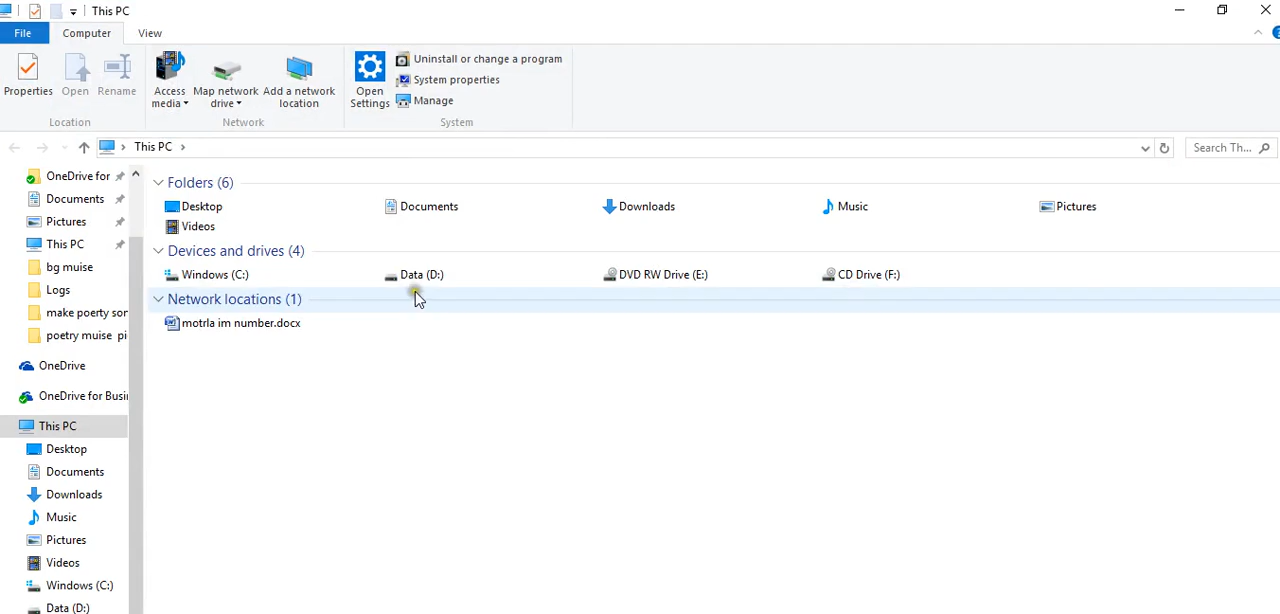 This PC
File Computer View
Properties Open Rename Access media Map network drive Add a network location Open Settings Uninstall or change a program
System properties
Manage
Location Network System
This PC
Search Th...
OneDrive for
Documents
Pictures
This PC
bg muise
Logs
make poerty son
poetry muise pi
OneDrive
OneDrive for Busi
This PC
Desktop
Documents
Downloads
Music
Pictures
Videos
Windows (C:)
Data (D:)
Folders (6)
Desktop Documents Downloads Music Pictures
Videos
Devices and drives (4)
Windows (C:) Data (D:) DVD RW Drive (E:) CD Drive (F:)
Network locations (1)
motrla im number.docx